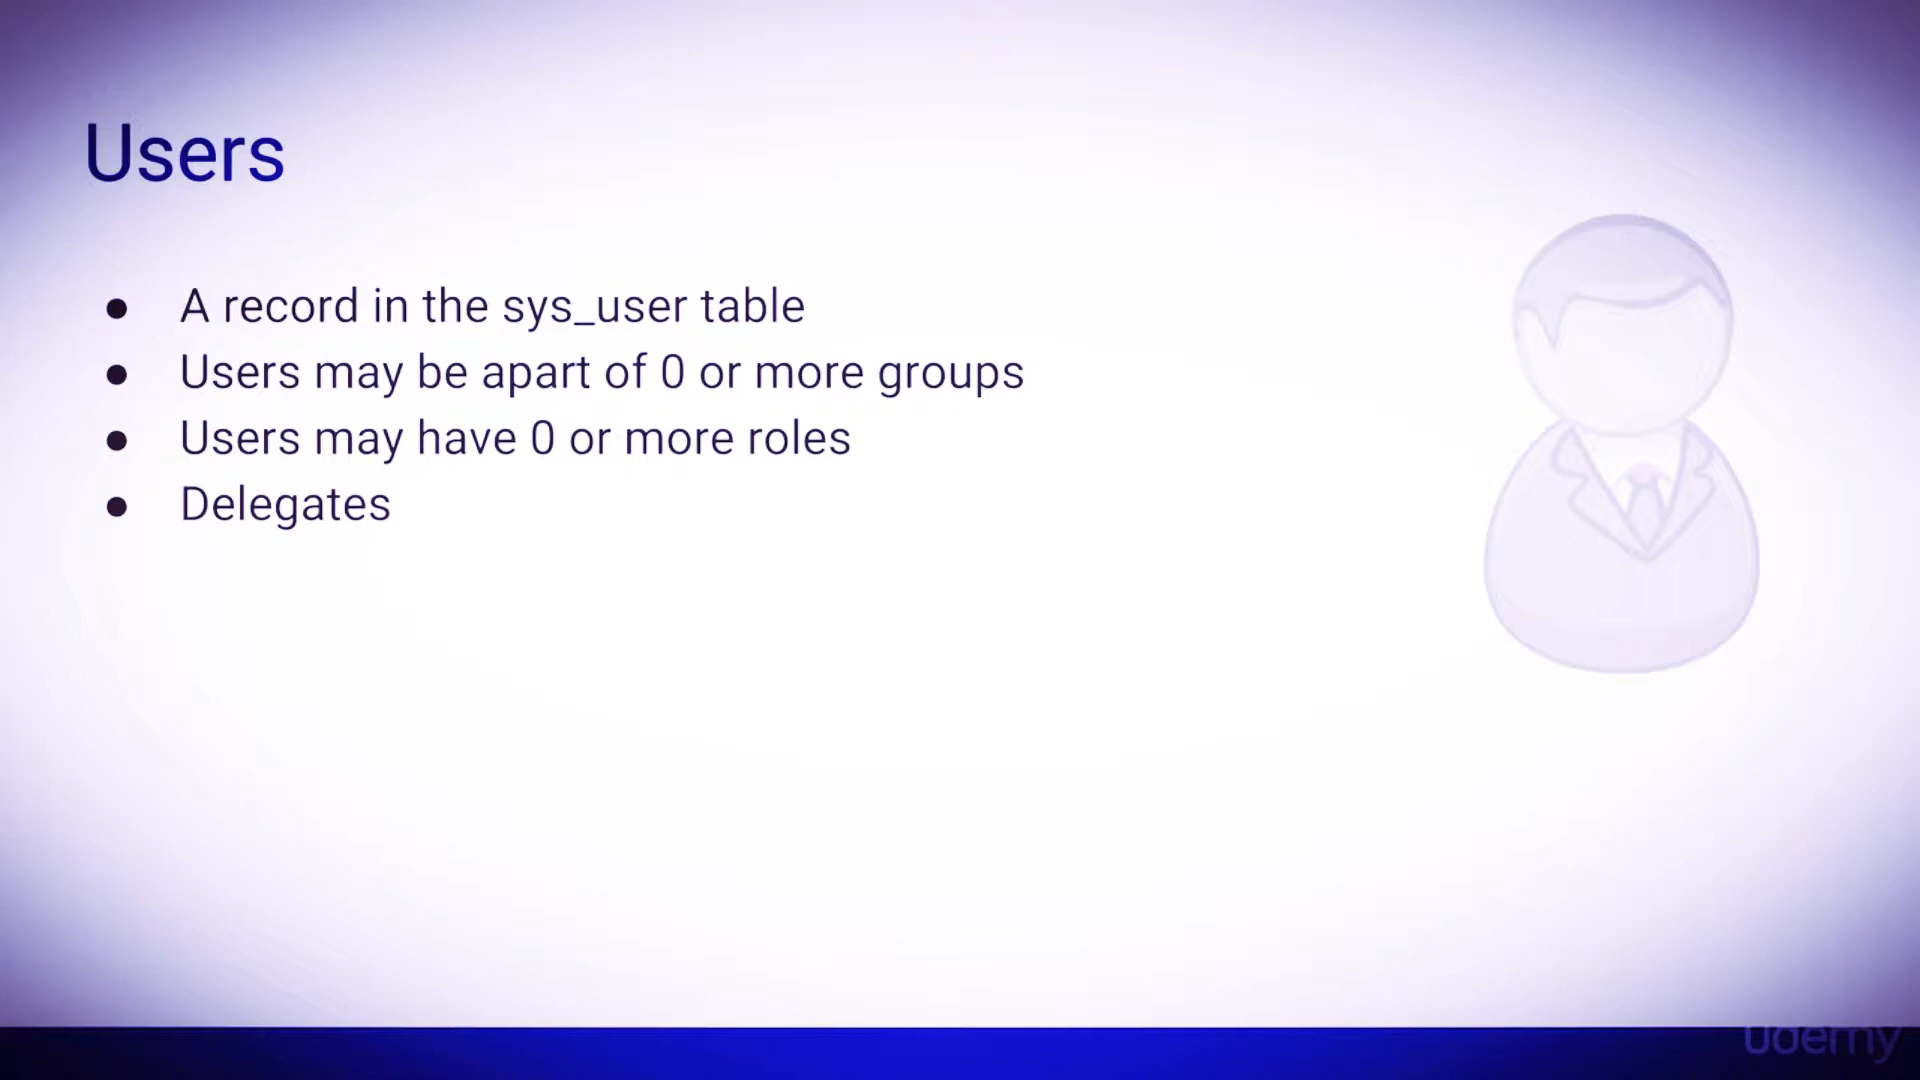 Users
● A record in the sys_user table
● Users may be apart of 0 or more groups
● Users may have 0 or more roles
● Delegates
udemy